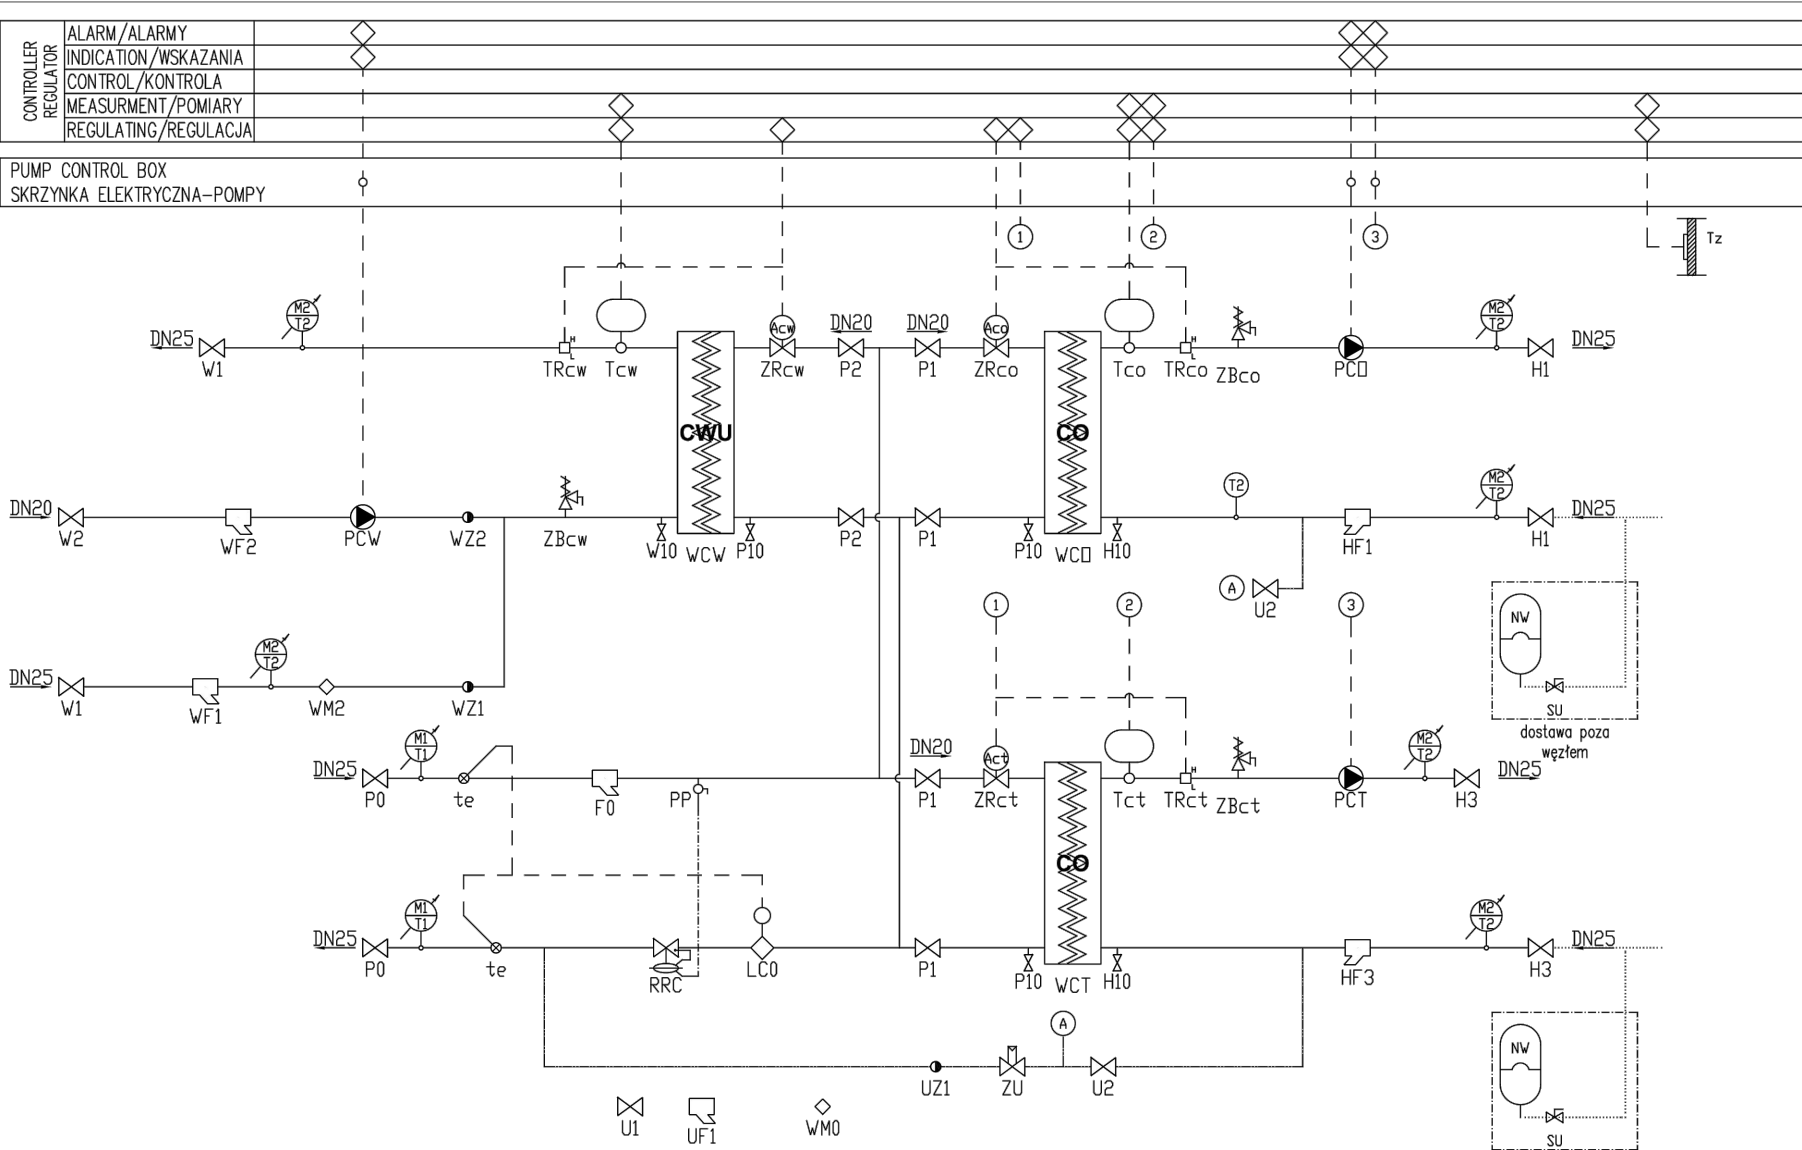 CONTROLLER
REGULATOR
ALARM/ALARMY
INDICATION/WSKAZANIA
CONTROL/KONTROLA
MEASURMENT/POMIARY
REGULATING/REGULACJA
PUMP CONTROL BOX
SKRZYNKA ELEKTRYCZNA-POMPY
1 2 3
Tz
M2 T2 M2 T2
Acw Aco
DN25 DN20 DN20 DN25
H L H L
W1 TRcw Tcw ZRcw P2 P1 ZRco Tco TRco ZBco PCO H1
CWU CO
T2 M2 T2
DN20 DN25
W2 WF2 PCW WZ2 ZBcw W10 WCW P10 P2 P1 P10 WCO H10 HF1 H1
A U2
1 2 3
NW
M2 T2
DN25
W1 WF1 WM2 WZ1
SU
dostawa poza
węzłem
M1 T1 Act M2 T2
DN25 DN20 DN25
H L
P0 te F0 PP P1 ZRct Tct TRct ZBct PCT H3
CO
M1 T1 M2 T2
DN25 DN25
P0 te RRC LC0 P1 P10 WCT H10 HF3 H3
A
NW
UZ1 ZU U2
U1 UF1 WM0
SU